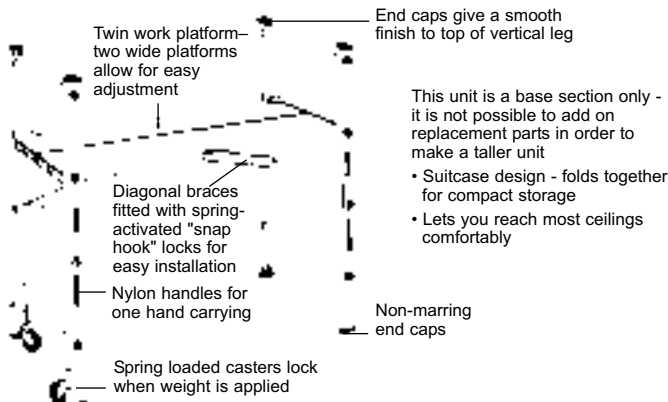 End caps give a smooth
finish to top of vertical leg
Twin work platform–
two wide platforms
allow for easy
adjustment
This unit is a base section only -
it is not possible to add on
replacement parts in order to
make a taller unit
• Suitcase design - folds together
for compact storage
• Lets you reach most ceilings
comfortably
Diagonal braces
fitted with spring-
activated "snap
hook" locks for
easy installation
Nylon handles for
one hand carrying
Non-marring
end caps
Spring loaded casters lock
when weight is applied